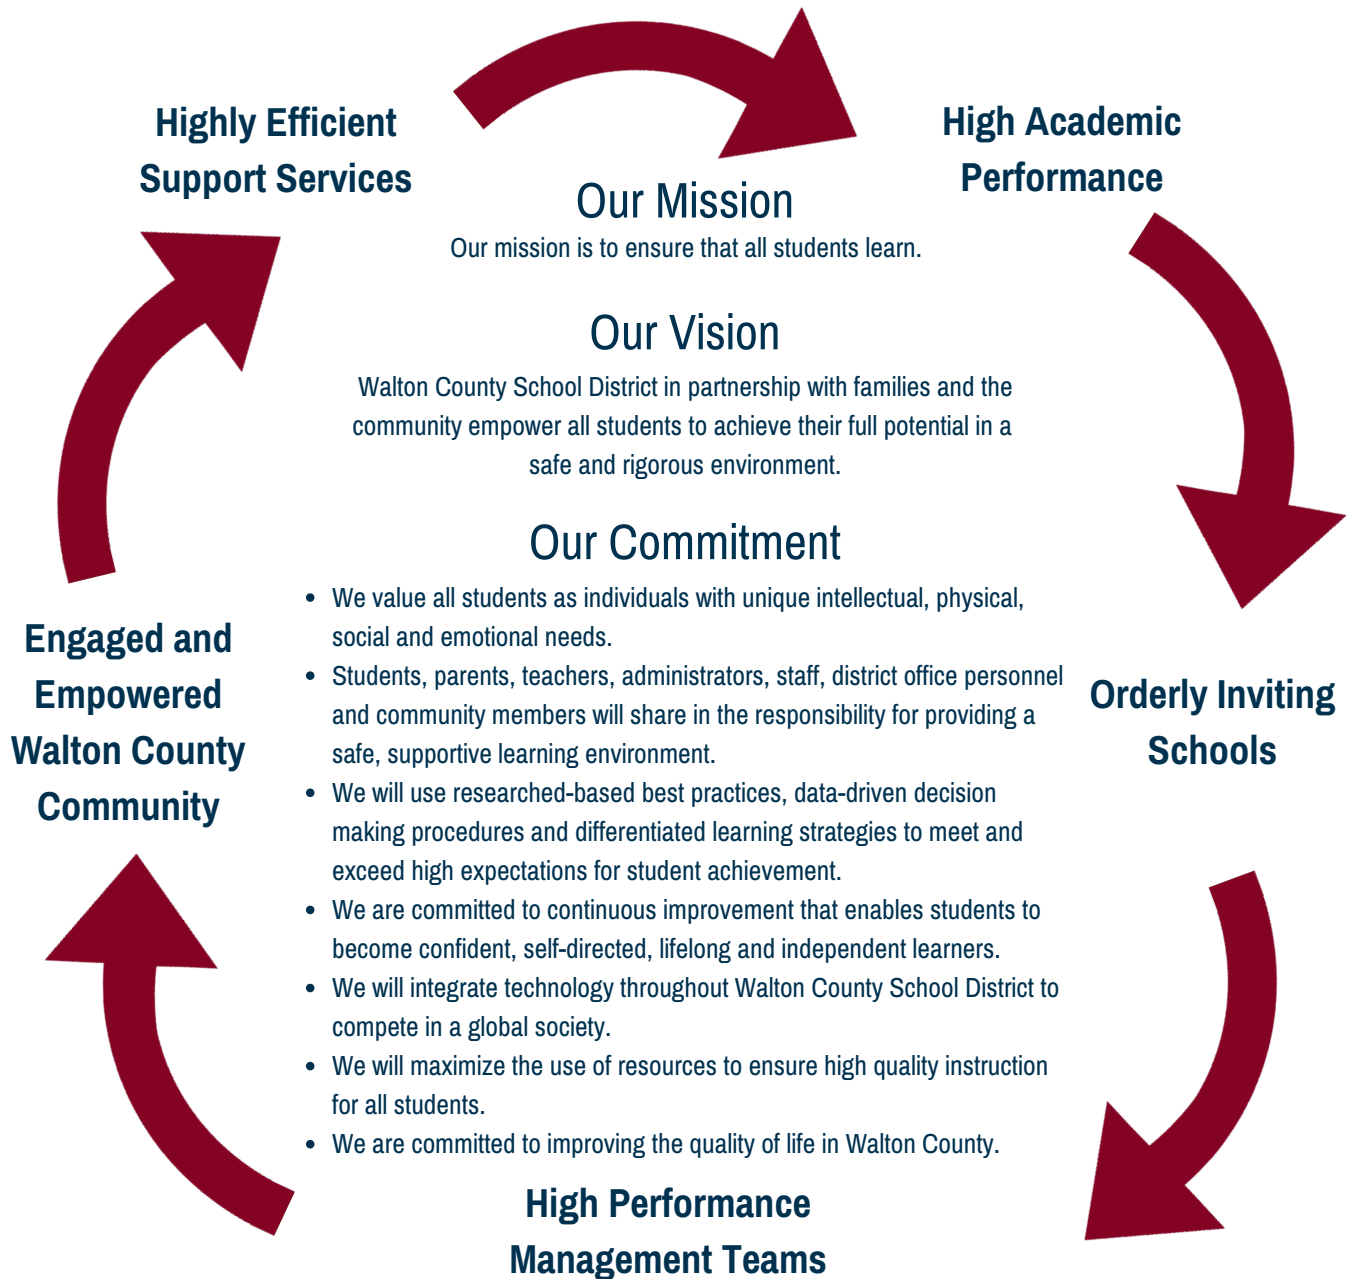 Highly Efficient
Support Services
High Academic
Performance
Our Mission
Our mission is to ensure that all students learn.
Our Vision
Walton County School District in partnership with families and the
community empower all students to achieve their full potential in a
safe and rigorous environment.
Our Commitment
• We value all students as individuals with unique intellectual, physical,
social and emotional needs.
• Students, parents, teachers, administrators, staff, district office personnel
and community members will share in the responsibility for providing a
safe, supportive learning environment.
• We will use researched-based best practices, data-driven decision
making procedures and differentiated learning strategies to meet and
exceed high expectations for student achievement.
• We are committed to continuous improvement that enables students to
become confident, self-directed, lifelong and independent learners.
• We will integrate technology throughout Walton County School District to
compete in a global society.
• We will maximize the use of resources to ensure high quality instruction
for all students.
• We are committed to improving the quality of life in Walton County.
Engaged and
Empowered
Walton County
Community
Orderly Inviting
Schools
High Performance
Management Teams